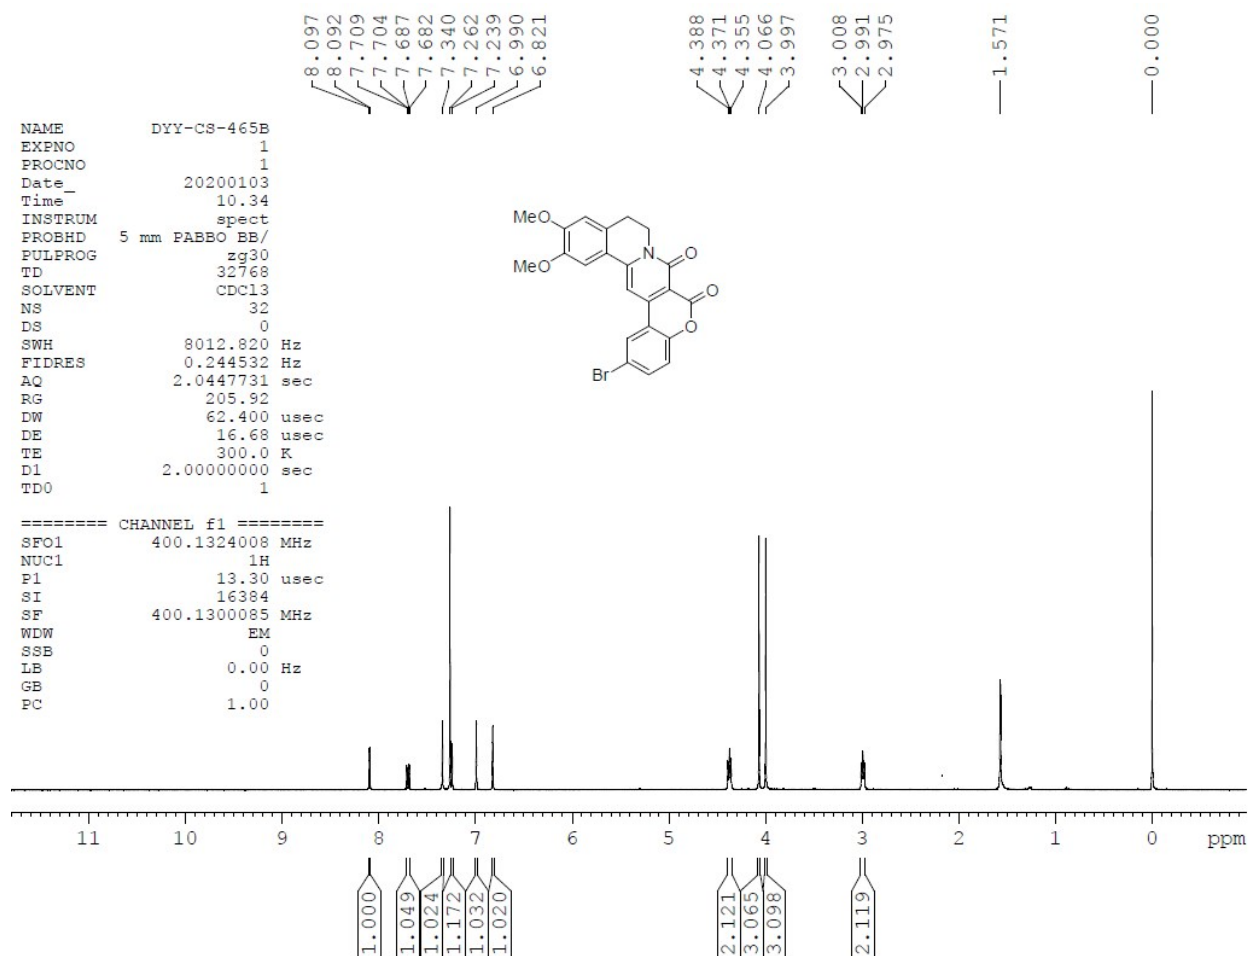 8.097
8.092
7.709
7.704
7.687
7.682
7.340
7.262
7.239
6.990
6.821
4.388
4.371
4.355
4.066
3.997
3.008
2.991
2.975
1.571
0.000
NAME DYY-CS-465B
EXPNO 1
PROCNO 1
Date_ 20200103
Time 10.34
INSTRUM spect
PROBHD 5 mm PABBO BB/
PULPROG zg30
TD 32768
SOLVENT CDCl3
NS 32
DS 0
SWH 8012.820 Hz
FIDRES 0.244532 Hz
AQ 2.0447731 sec
RG 205.92
DW 62.400 usec
DE 16.68 usec
TE 300.0 K
D1 2.00000000 sec
TD0 1
======== CHANNEL f1 ========
SFO1 400.1324008 MHz
NUC1 1H
P1 13.30 usec
SI 16384
SF 400.1300085 MHz
WDW EM
SSB 0
LB 0.00 Hz
GB 0
PC 1.00
MeO
MeO
N
O
O
O
Br
11 10 9 8 7 6 5 4 3 2 1 0 ppm
1.000
1.049
1.024
1.172
1.032
1.020
2.121
3.065
3.098
2.119